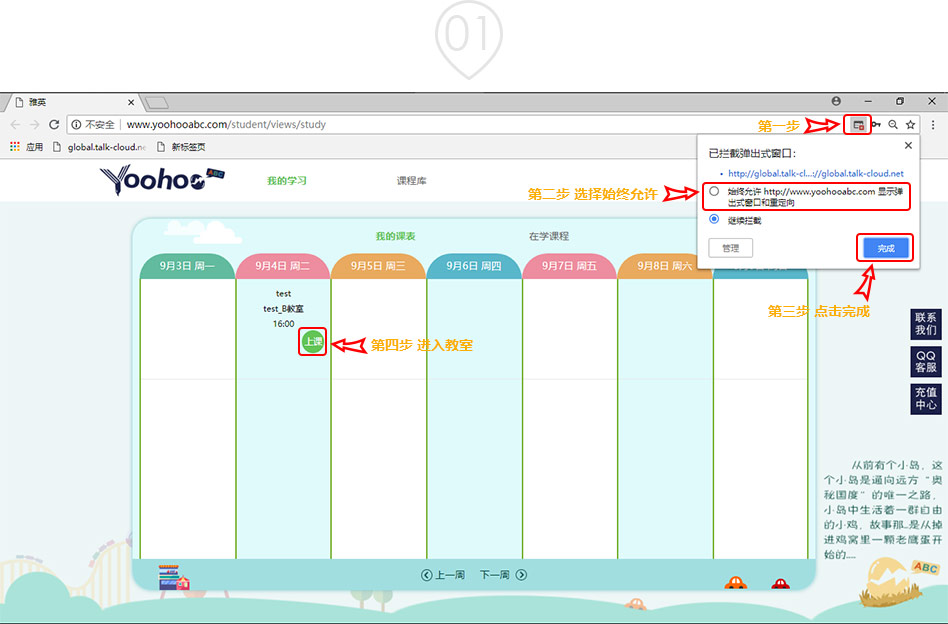 01
雅英
不安全 www.yoohooabc.com/student/views/study
应用 global.talk-cloud.ne 新标签页
第一步
已拦截弹出式窗口：
http://global.talk-cl...://global.talk-cloud.net
始终允许 http://www.yoohooabc.com 显示弹
出式窗口和重定向
继续拦截
管理
完成
第二步 选择始终允许
第三步 点击完成
Yoohoo ABC
我的学习 课程库
我的课表 在学课程
9月3日 周一 9月4日 周二 9月5日 周三 9月6日 周四 9月7日 周五 9月8日 周六
test
test_B教室
16:00
上课
第四步 进入教室
联系
我们
QQ
客服
充值
中心
从前有个小岛，这
个小岛是通向远方“奥
秘国度”的唯一之路，
小岛中生活着一群自由
的小鸡，故事那...是从掉
进鸡窝里一颗老鹰蛋开
始的....
ABC
上一周 下一周